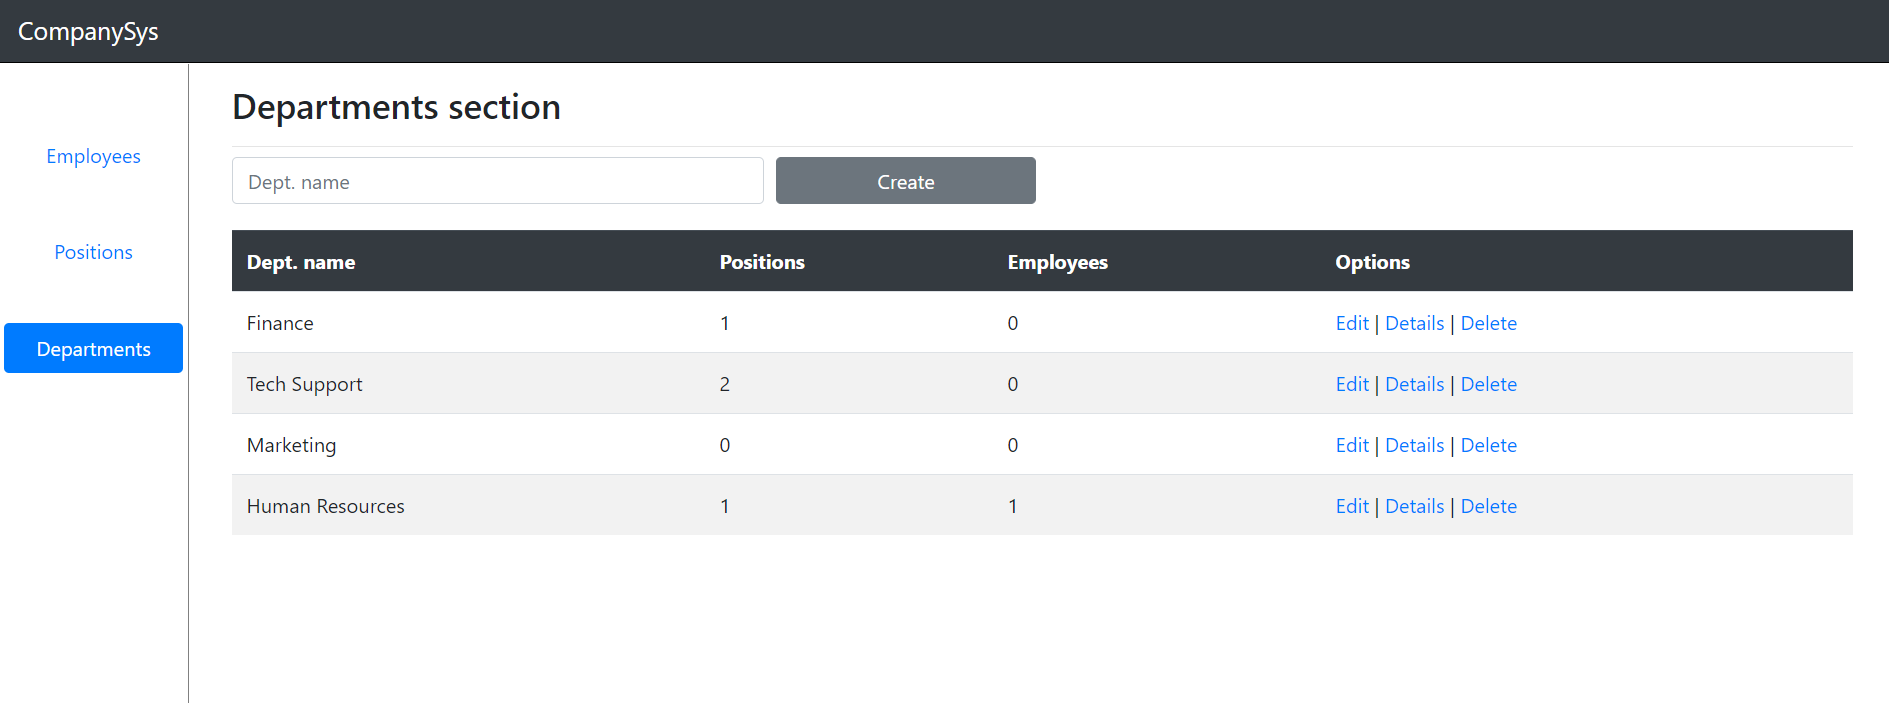 CompanySys
Employees
Positions
Departments
Departments section
Dept. name Create
Dept. name Positions Employees Options
Finance 1 0 Edit | Details | Delete
Tech Support 2 0 Edit | Details | Delete
Marketing 0 0 Edit | Details | Delete
Human Resources 1 1 Edit | Details | Delete